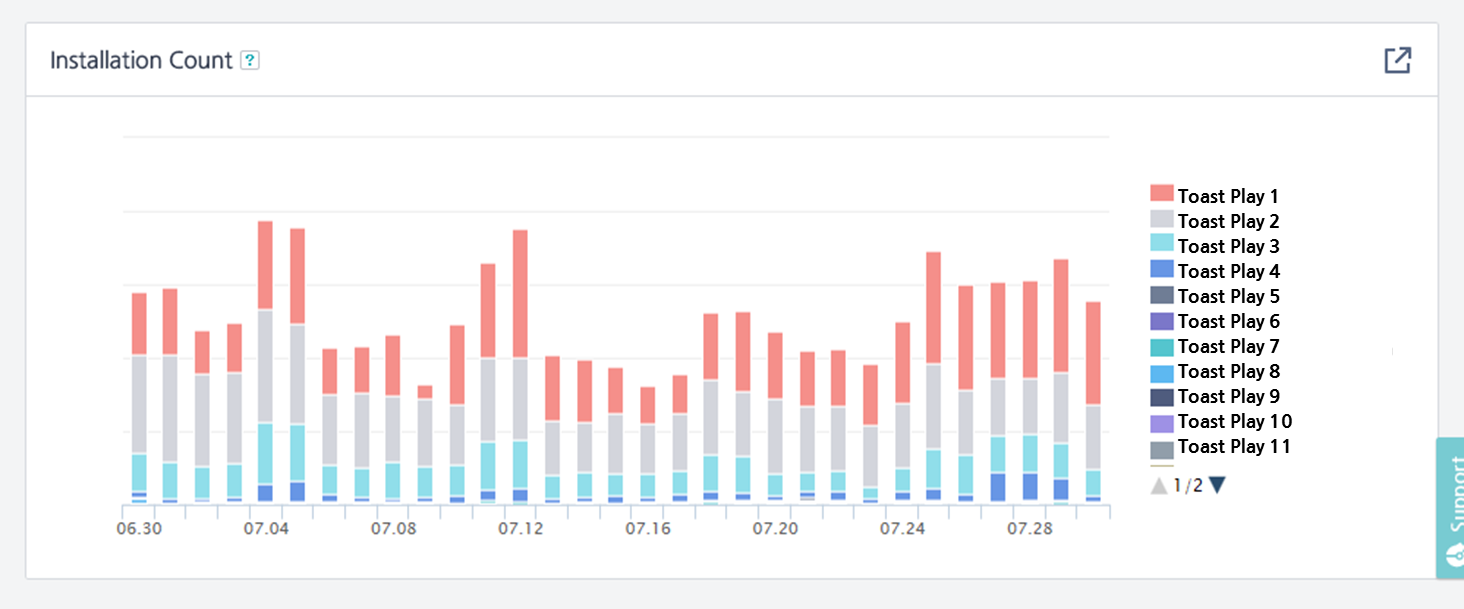 Installation Count ?
Toast Play 1
Toast Play 2
Toast Play 3
Toast Play 4
Toast Play 5
Toast Play 6
Toast Play 7
Toast Play 8
Toast Play 9
Toast Play 10
Toast Play 11
1/2
06.30 07.04 07.08 07.12 07.16 07.20 07.24 07.28
Support